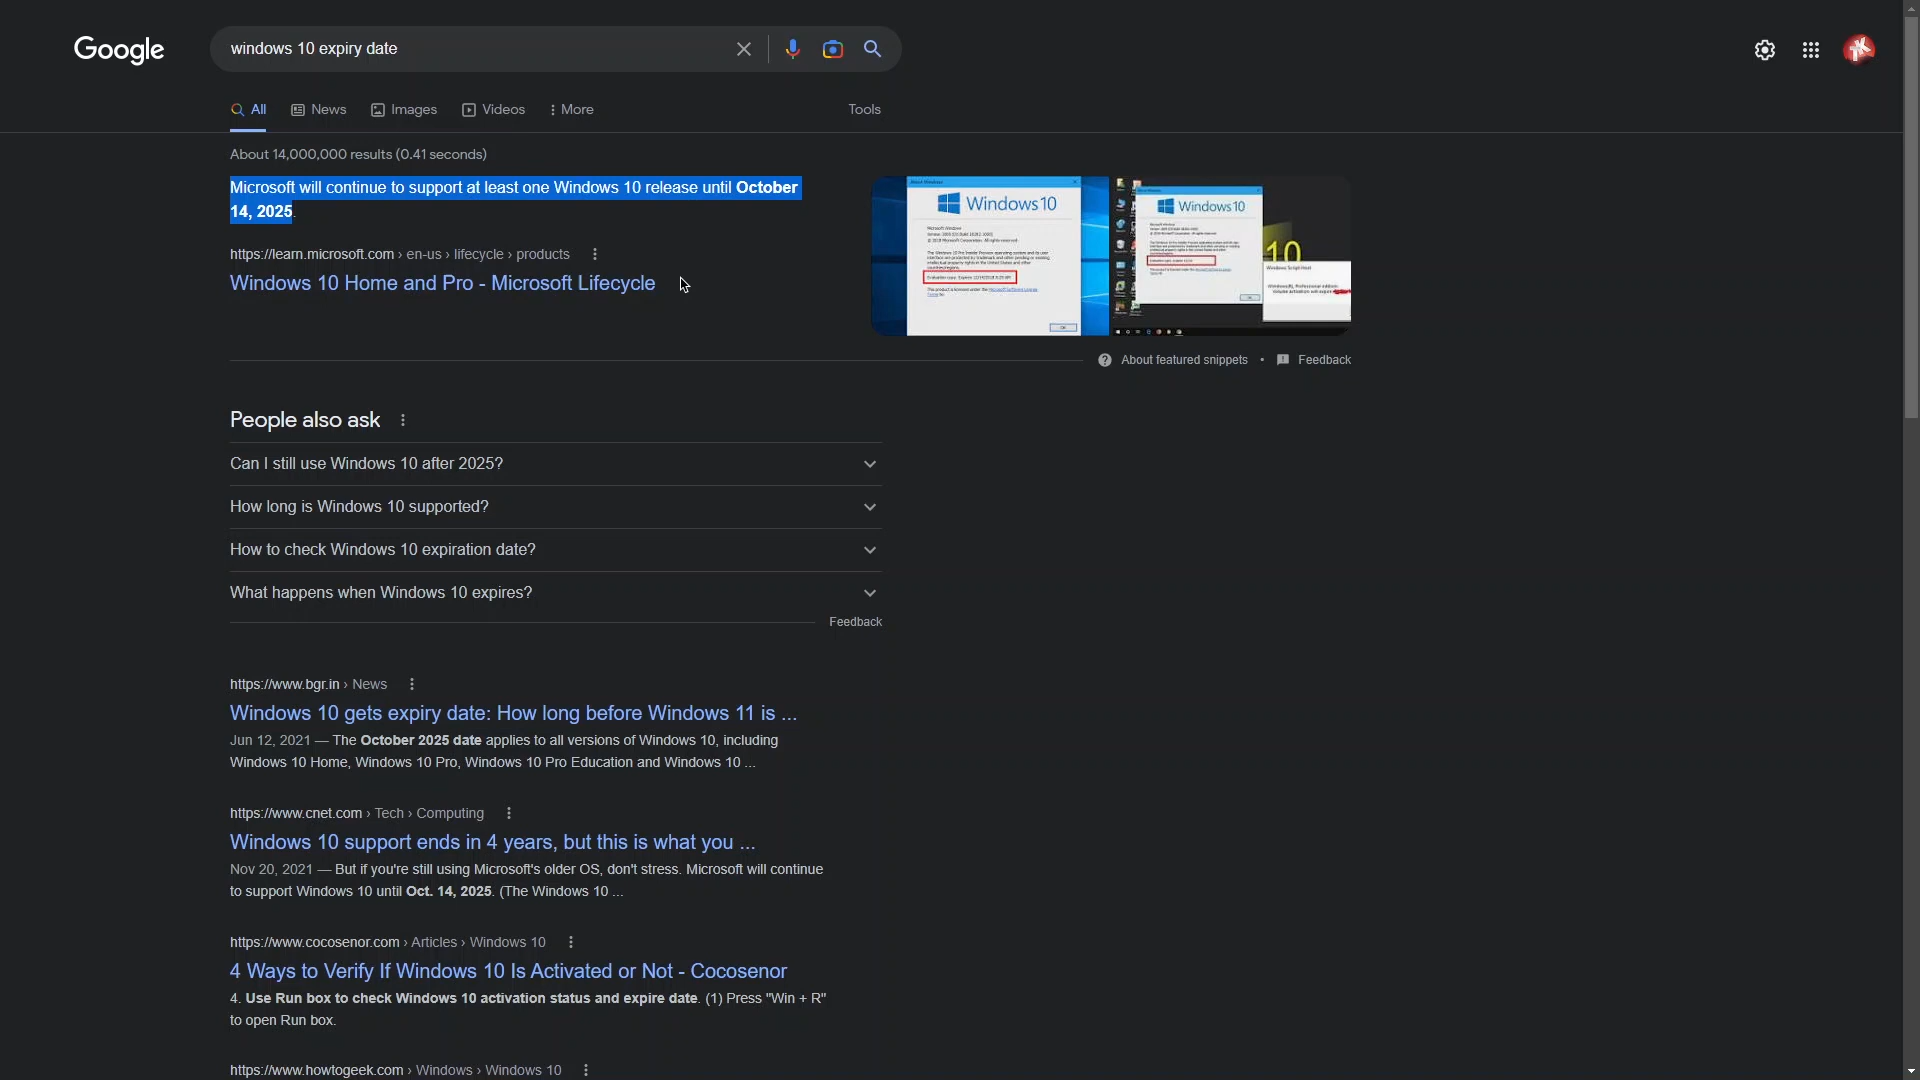 Google
windows 10 expiry date
All News Images Videos More Tools
About 14,000,000 results (0.41 seconds)
Microsoft will continue to support at least one Windows 10 release until October
14, 2025.
https://learn.microsoft.com › en-us › lifecycle › products
Windows 10 Home and Pro - Microsoft Lifecycle
Windows 10
Windows 10
About featured snippets • Feedback
People also ask
Can I still use Windows 10 after 2025?
How long is Windows 10 supported?
How to check Windows 10 expiration date?
What happens when Windows 10 expires?
Feedback
https://www.bgr.in › News
Windows 10 gets expiry date: How long before Windows 11 is ...
Jun 12, 2021 — The October 2025 date applies to all versions of Windows 10, including
Windows 10 Home, Windows 10 Pro, Windows 10 Pro Education and Windows 10 ...
https://www.cnet.com › Tech › Computing
Windows 10 support ends in 4 years, but this is what you ...
Nov 20, 2021 — But if you're still using Microsoft's older OS, don't stress. Microsoft will continue
to support Windows 10 until Oct. 14, 2025. (The Windows 10 ...
https://www.cocosenor.com › Articles › Windows 10
4 Ways to Verify If Windows 10 Is Activated or Not - Cocosenor
4. Use Run box to check Windows 10 activation status and expire date. (1) Press "Win + R"
to open Run box.
https://www.howtogeek.com › Windows › Windows 10